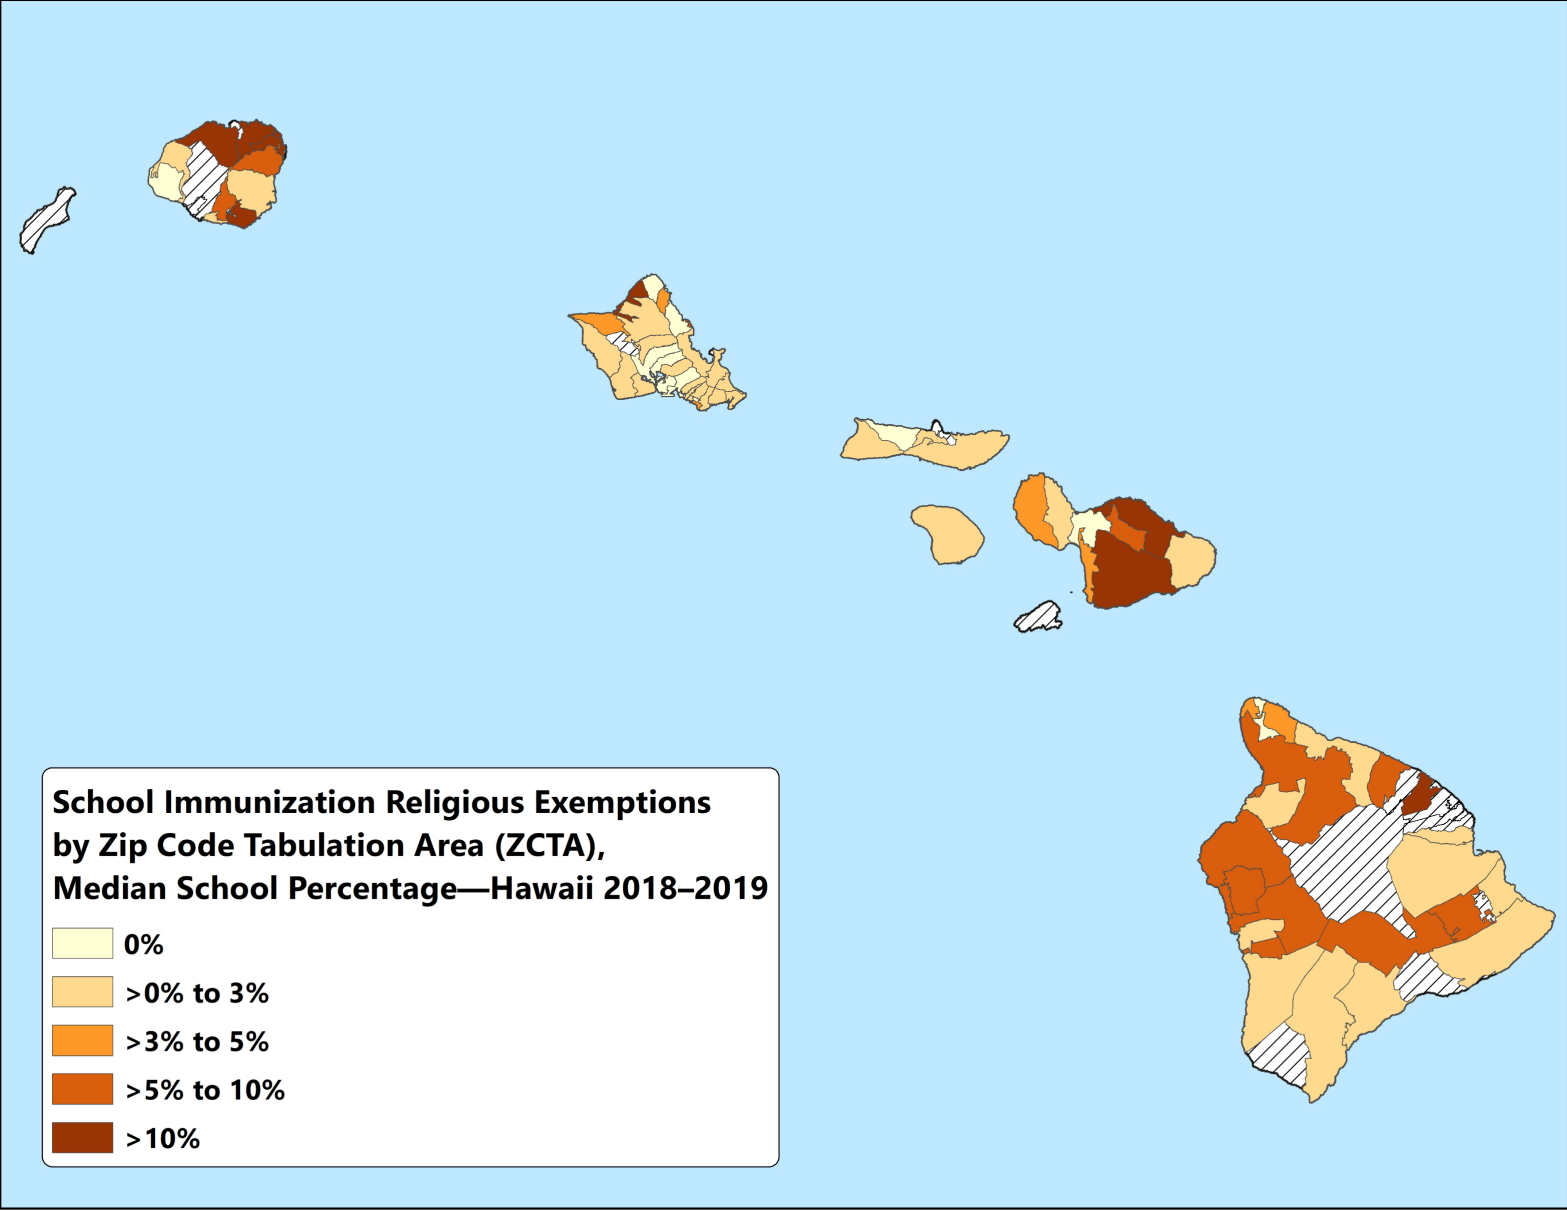 School Immunization Religious Exemptions
by Zip Code Tabulation Area (ZCTA),
Median School Percentage—Hawaii 2018–2019
0%
>0% to 3%
>3% to 5%
>5% to 10%
>10%